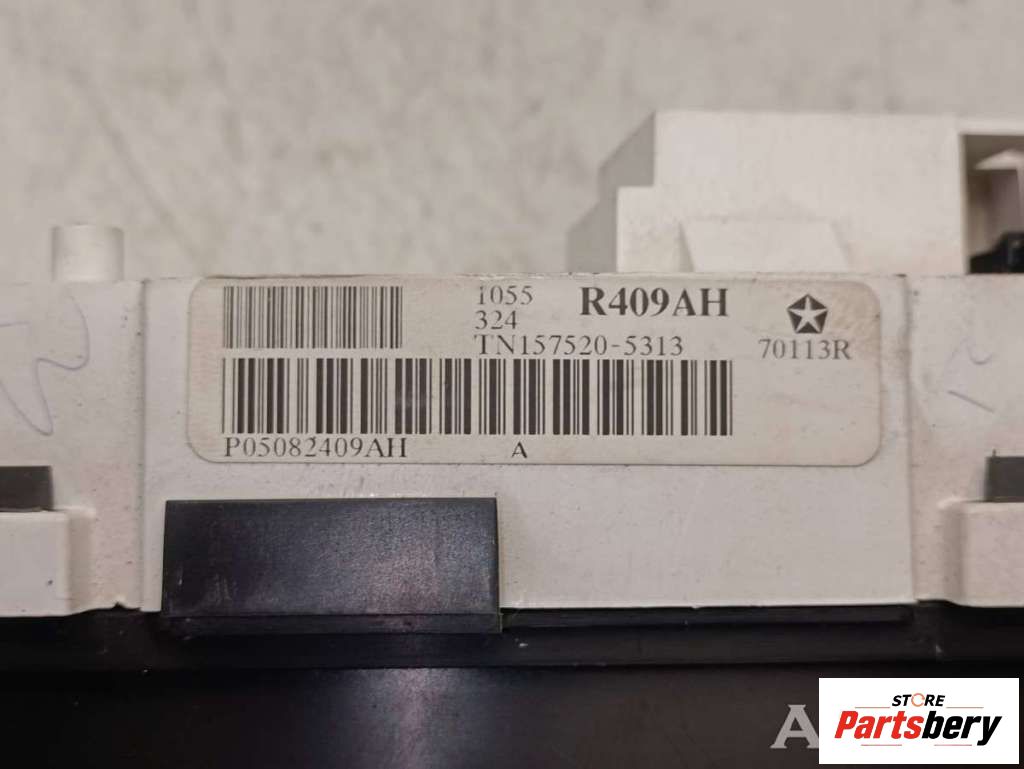 1055 R409AH
324
TN157520-5313 70113R
P05082409AH A
STORE
Partsbery
A